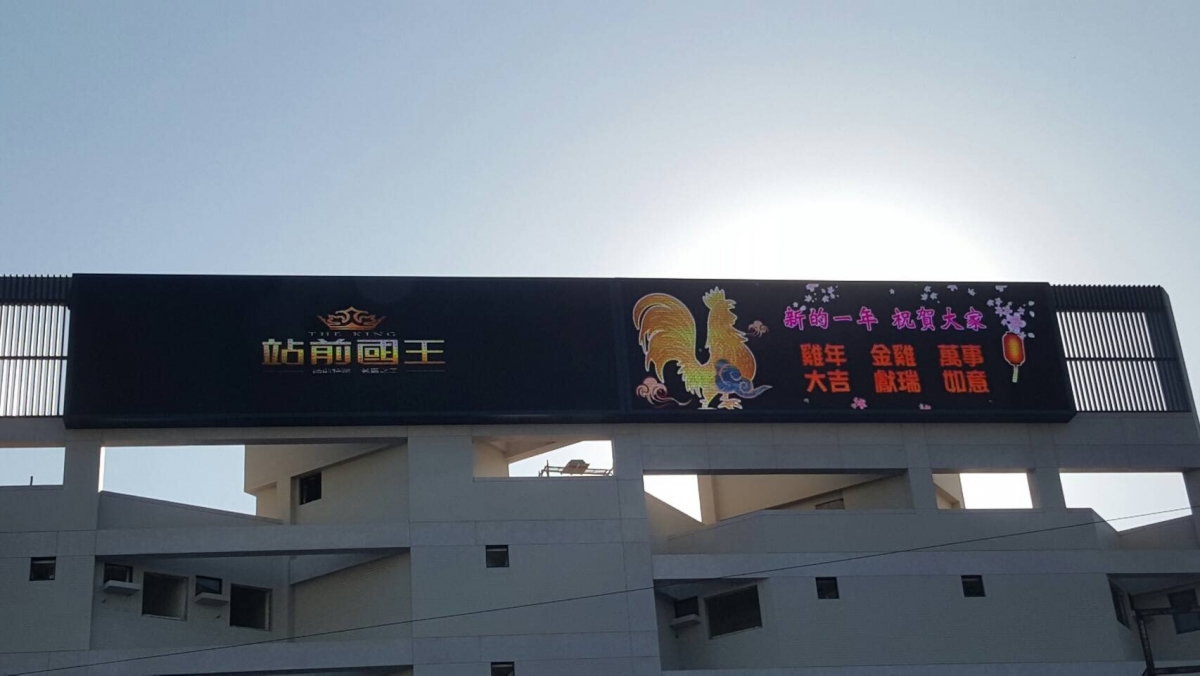 THE KING
站前國王
新的一年 祝賀大家
雞年 金雞 萬事
大吉 獻瑞 如意